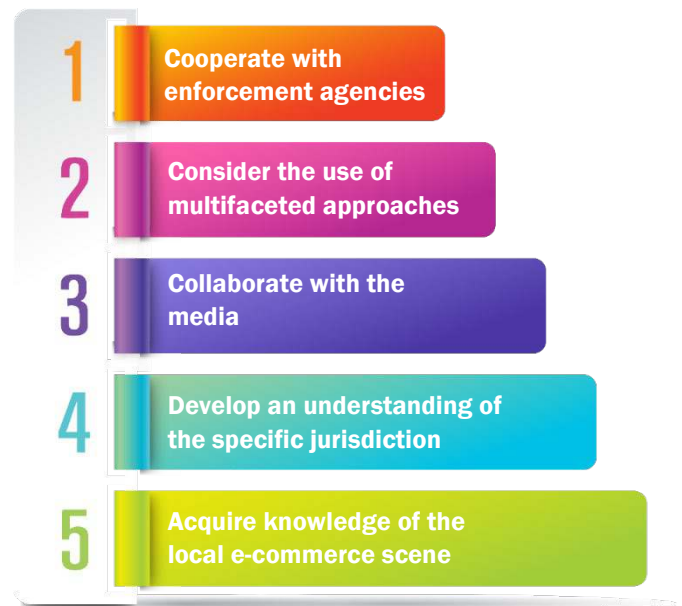 1
Cooperate with
enforcement agencies
2
Consider the use of
multifaceted approaches
3
Collaborate with the
media
4
Develop an understanding of
the specific jurisdiction
5
Acquire knowledge of the
local e-commerce scene